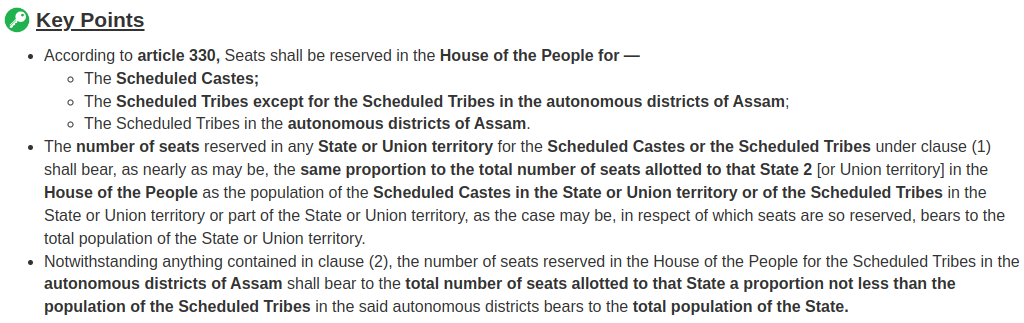 Key Points
• According to article 330, Seats shall be reserved in the House of the People for —
◦ The Scheduled Castes;
◦ The Scheduled Tribes except for the Scheduled Tribes in the autonomous districts of Assam;
◦ The Scheduled Tribes in the autonomous districts of Assam.
• The number of seats reserved in any State or Union territory for the Scheduled Castes or the Scheduled Tribes under clause (1)
shall bear, as nearly as may be, the same proportion to the total number of seats allotted to that State 2 [or Union territory] in the
House of the People as the population of the Scheduled Castes in the State or Union territory or of the Scheduled Tribes in the
State or Union territory or part of the State or Union territory, as the case may be, in respect of which seats are so reserved, bears to the
total population of the State or Union territory.
• Notwithstanding anything contained in clause (2), the number of seats reserved in the House of the People for the Scheduled Tribes in the
autonomous districts of Assam shall bear to the total number of seats allotted to that State a proportion not less than the
population of the Scheduled Tribes in the said autonomous districts bears to the total population of the State.